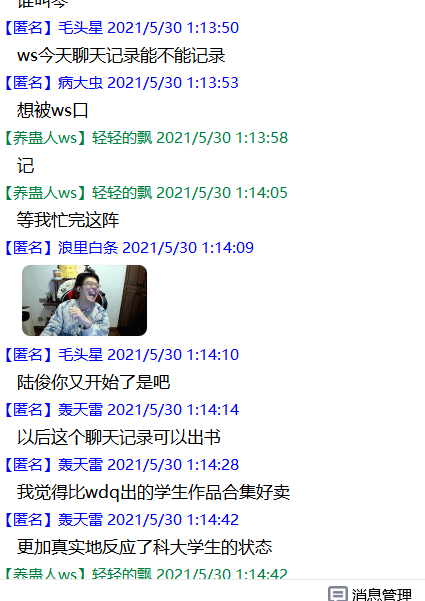 谁叫琴
【匿名】毛头星 2021/5/30 1:13:50
ws今天聊天记录能不能记录
【匿名】病大虫 2021/5/30 1:13:53
想被ws口
【养蛊人ws】轻轻的飘 2021/5/30 1:13:58
记
【养蛊人ws】轻轻的飘 2021/5/30 1:14:05
等我忙完这阵
【匿名】浪里白条 2021/5/30 1:14:09
【匿名】毛头星 2021/5/30 1:14:10
陆俊你又开始了是吧
【匿名】轰天雷 2021/5/30 1:14:14
以后这个聊天记录可以出书
【匿名】轰天雷 2021/5/30 1:14:28
我觉得比wdq出的学生作品合集好卖
【匿名】轰天雷 2021/5/30 1:14:42
更加真实地反应了科大学生的状态
【养蛊人ws】轻轻的飘 2021/5/30 1:14:42
消息管理